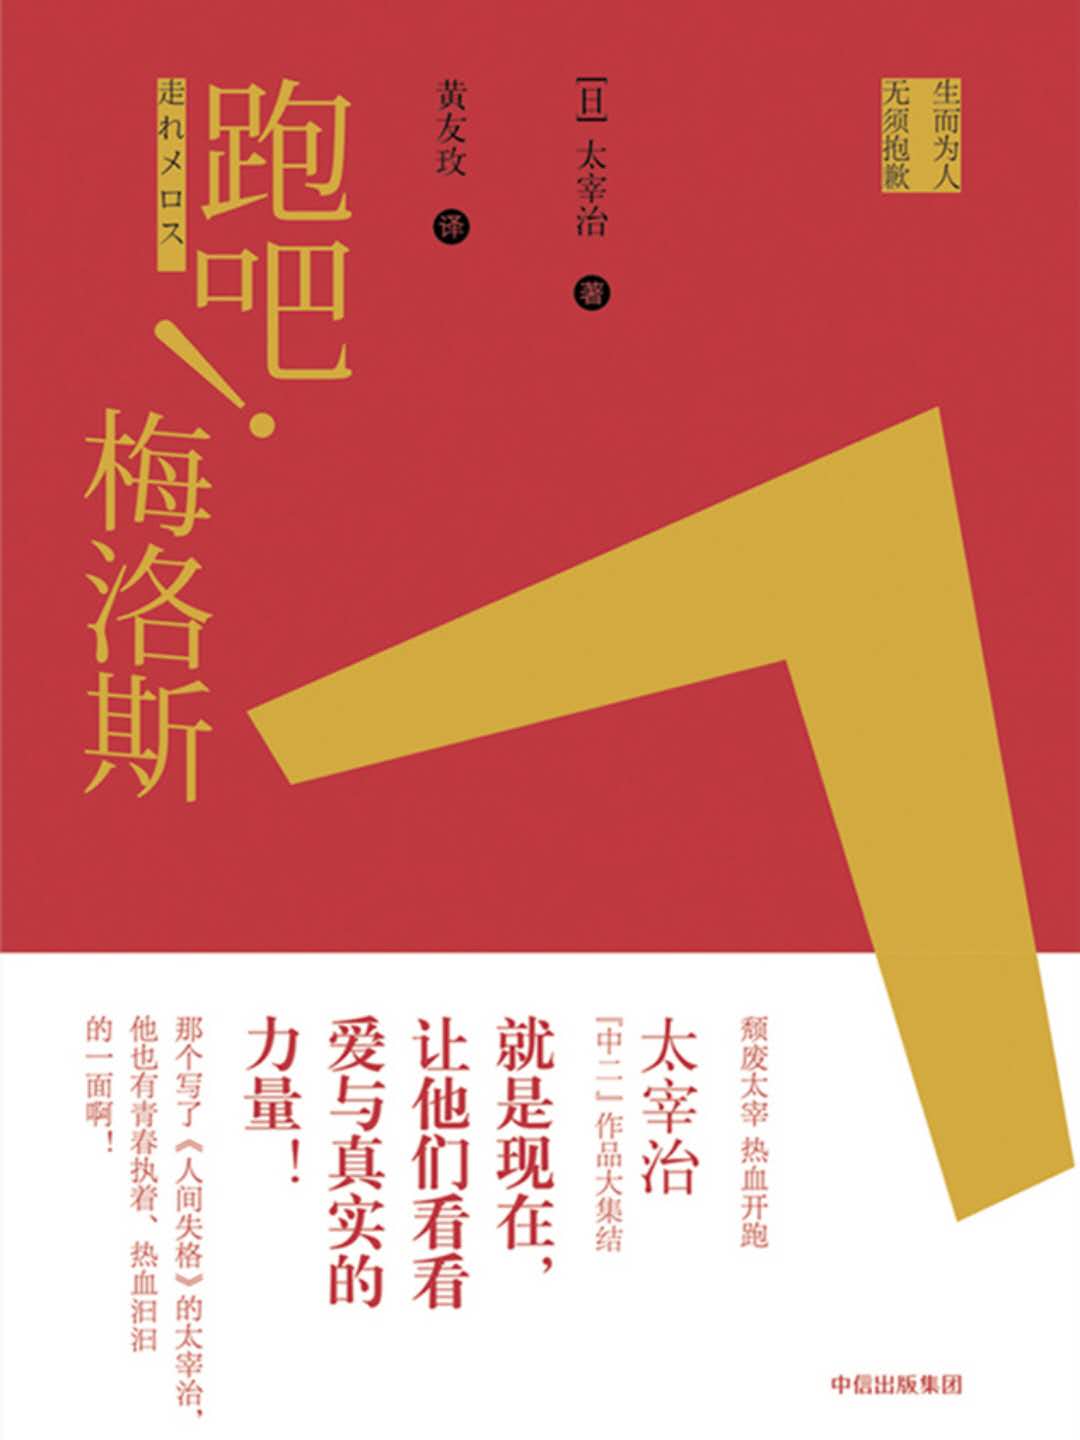 生而为人
无须抱歉
[日] 太宰治 著
黄友玫 译
跑吧！
梅洛斯
走れメロス
颓废太宰 热血开跑
太宰治
『中二』作品大集结
就是现在，
让他们看看
爱与真实的
力量！
那个写了《人间失格》的太宰治，
他也有青春执着、热血汩汩
的一面啊！
中信出版集团